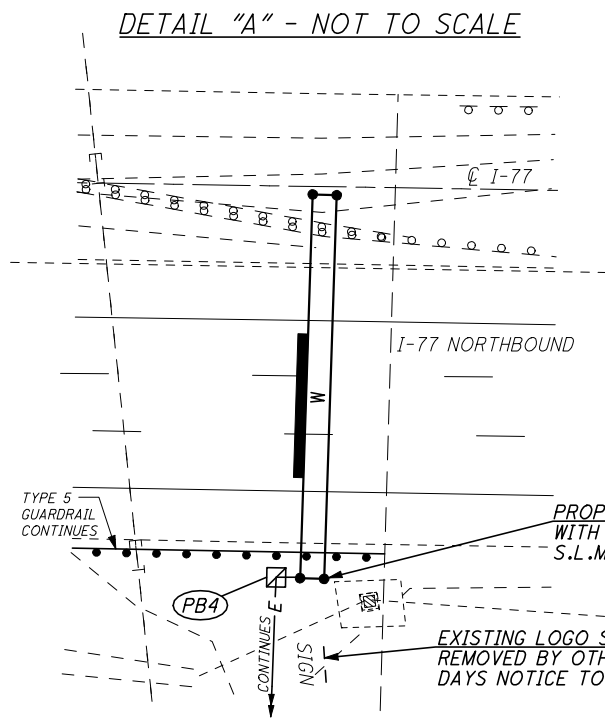 DETAIL "A" - NOT TO SCALE
℄ I-77
I-77 NORTHBOUND
W
TYPE 5
GUARDRAIL
CONTINUES
PROP
WITH
S.L.M
PB4
E
CONTINUES
SIGN
EXISTING LOGO S
REMOVED BY OTH
DAYS NOTICE TO